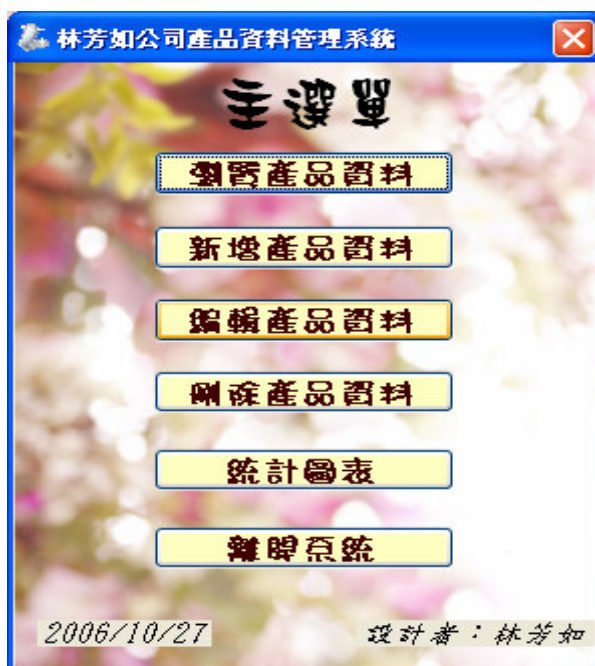 林芳如公司產品資料管理系統
主選單
瀏覽產品資料
新增產品資料
編輯產品資料
刪除產品資料
統計圖表
離開系統
2006/10/27
設計者：林芳如